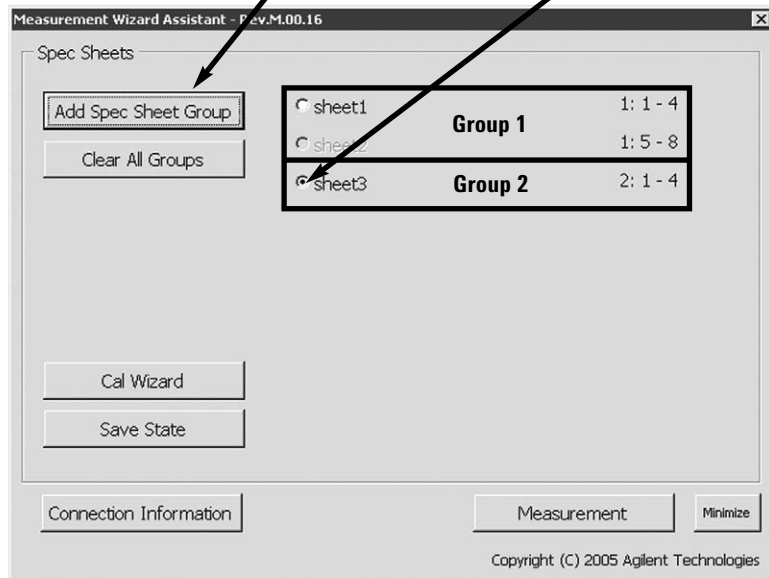 Measurement Wizard Assistant - Rev.M.00.16
Spec Sheets
Add Spec Sheet Group
Clear All Groups
sheet1 Group 1 1: 1 - 4
sheet2 1: 5 - 8
sheet3 Group 2 2: 1 - 4
Cal Wizard
Save State
Connection Information
Measurement
Minimize
Copyright (C) 2005 Agilent Technologies